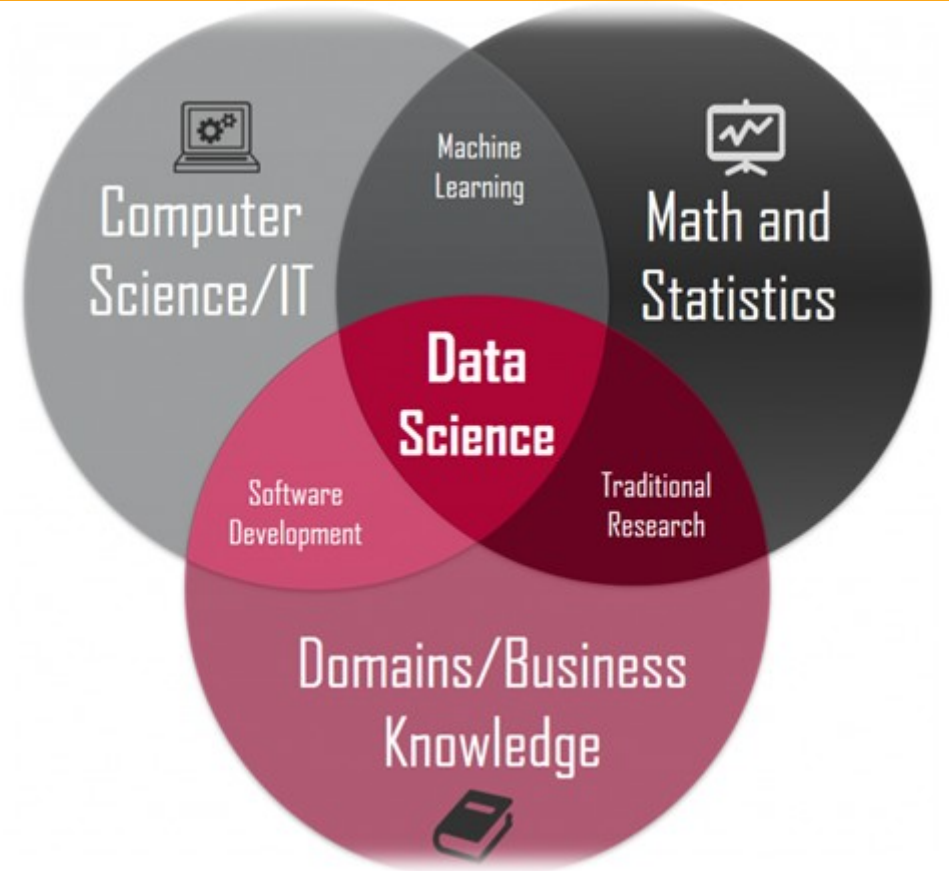 Machine
Learning
Computer
Science/IT
Math and
Statistics
Data
Science
Software
Development
Traditional
Research
Domains/Business
Knowledge